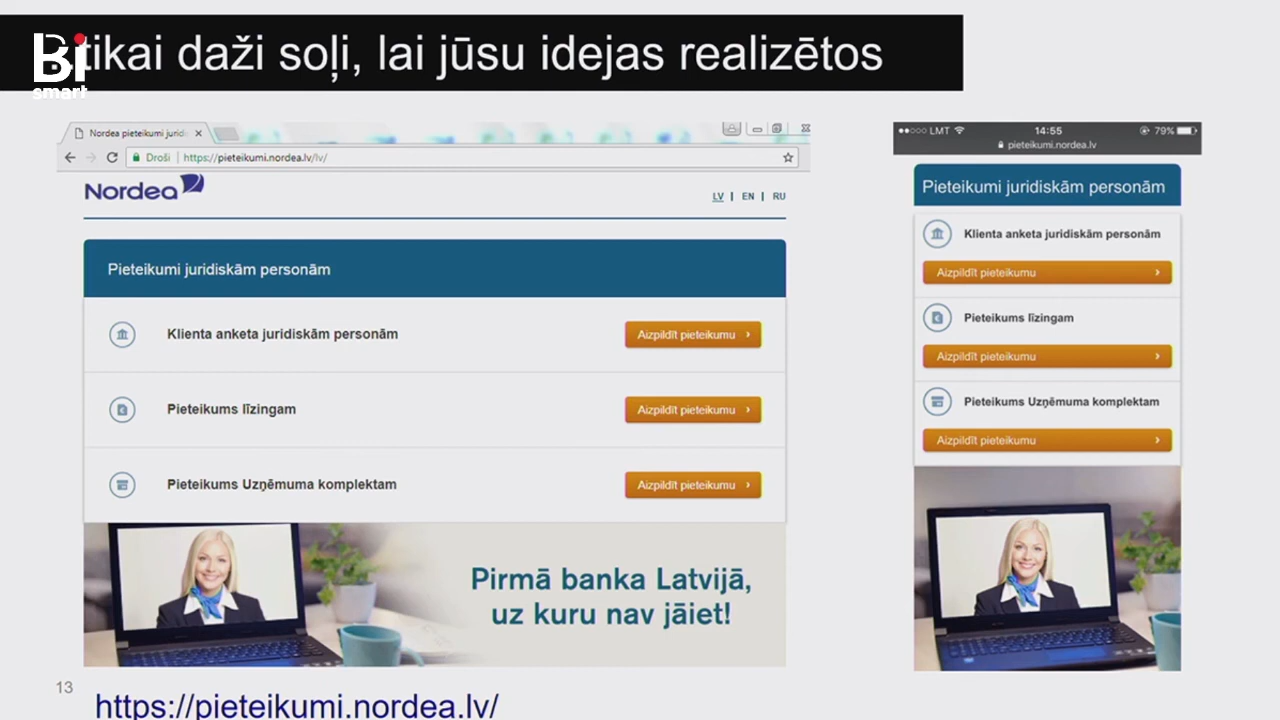 tikai daži soļi, lai jūsu idejas realizētos
Bi
smart
Nordea pieteikumi jurid
Droši
https://pieteikumi.nordea.lv/lv/
Nordea
LV | EN | RU
Pieteikumi juridiskām personām
Klienta anketa juridiskām personām
Aizpildīt pieteikumu
Pieteikums līzingam
Aizpildīt pieteikumu
Pieteikums Uzņēmuma komplektam
Aizpildīt pieteikumu
Pirmā banka Latvijā,
uz kuru nav jāiet!
LMT 14:55 79%
pieteikumi.nordea.lv
Pieteikumi juridiskām personām
Klienta anketa juridiskām personām
Aizpildīt pieteikumu
Pieteikums līzingam
Aizpildīt pieteikumu
Pieteikums Uzņēmuma komplektam
Aizpildīt pieteikumu
13
https://pieteikumi.nordea.lv/